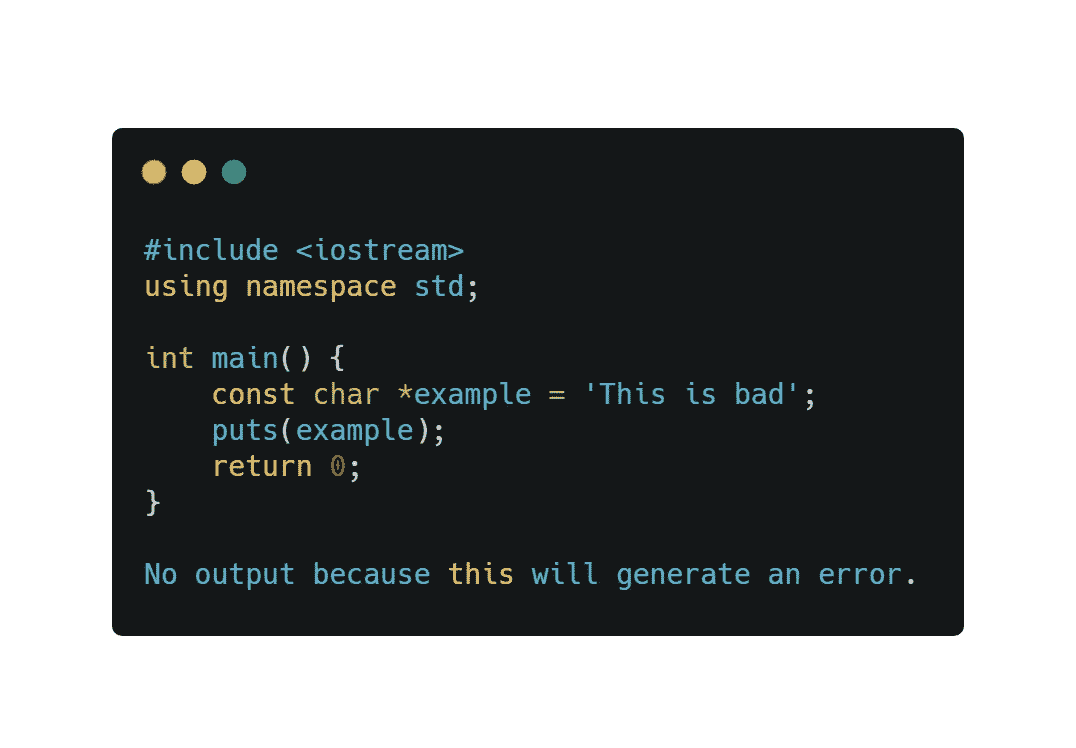 #include <iostream>
using namespace std;

int main() {
    const char *example = 'This is bad';
    puts(example);
    return 0;
}

No output because this will generate an error.